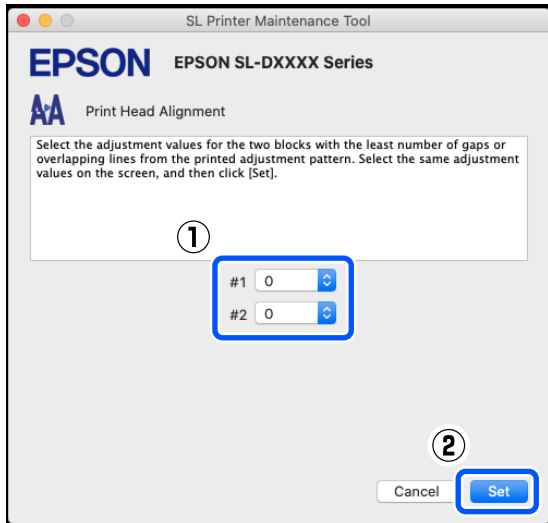 SL Printer Maintenance Tool
EPSON EPSON SL-DXXXX Series
AA Print Head Alignment
Select the adjustment values for the two blocks with the least number of gaps or
overlapping lines from the printed adjustment pattern. Select the same adjustment
values on the screen, and then click [Set].
①
#1 0
#2 0
②
Cancel Set